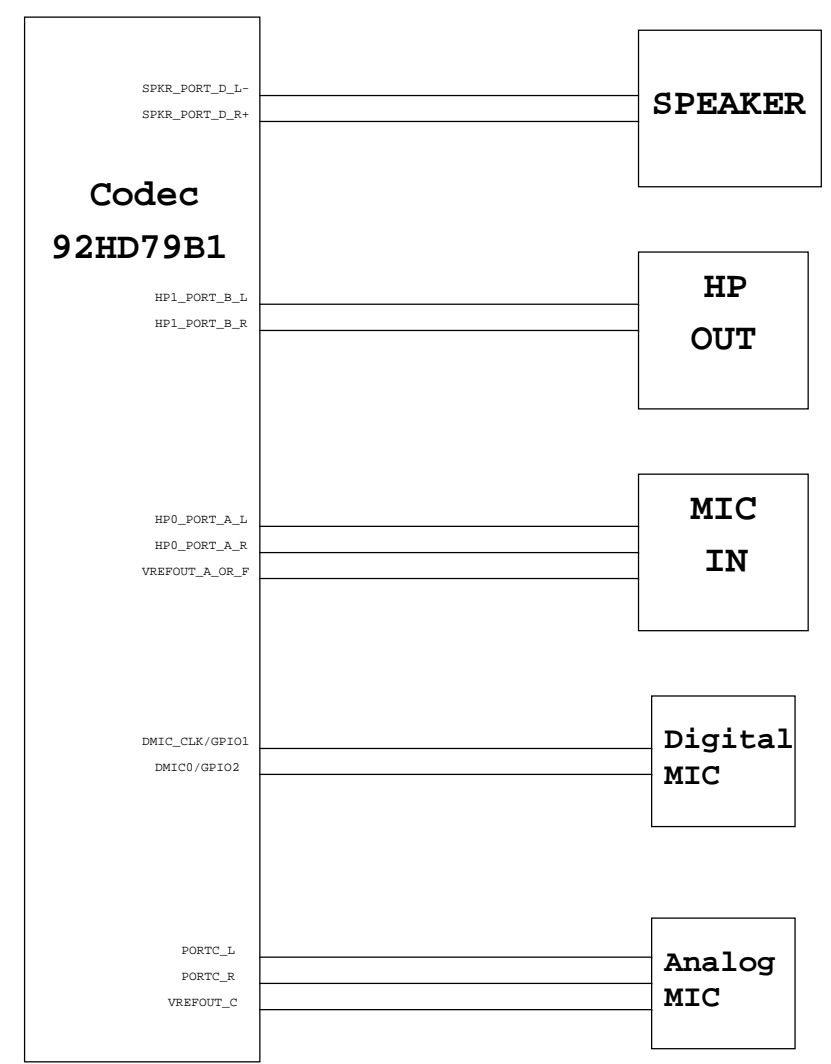 SPKR_PORT_D_L-
SPKR_PORT_D_R+
SPEAKER
Codec
92HD79B1
HP1_PORT_B_L
HP1_PORT_B_R
HP
OUT
HP0_PORT_A_L
HP0_PORT_A_R
VREFOUT_A_OR_F
MIC
IN
DMIC_CLK/GPIO1
DMIC0/GPIO2
Digital
MIC
PORTC_L
PORTC_R
VREFOUT_C
Analog
MIC